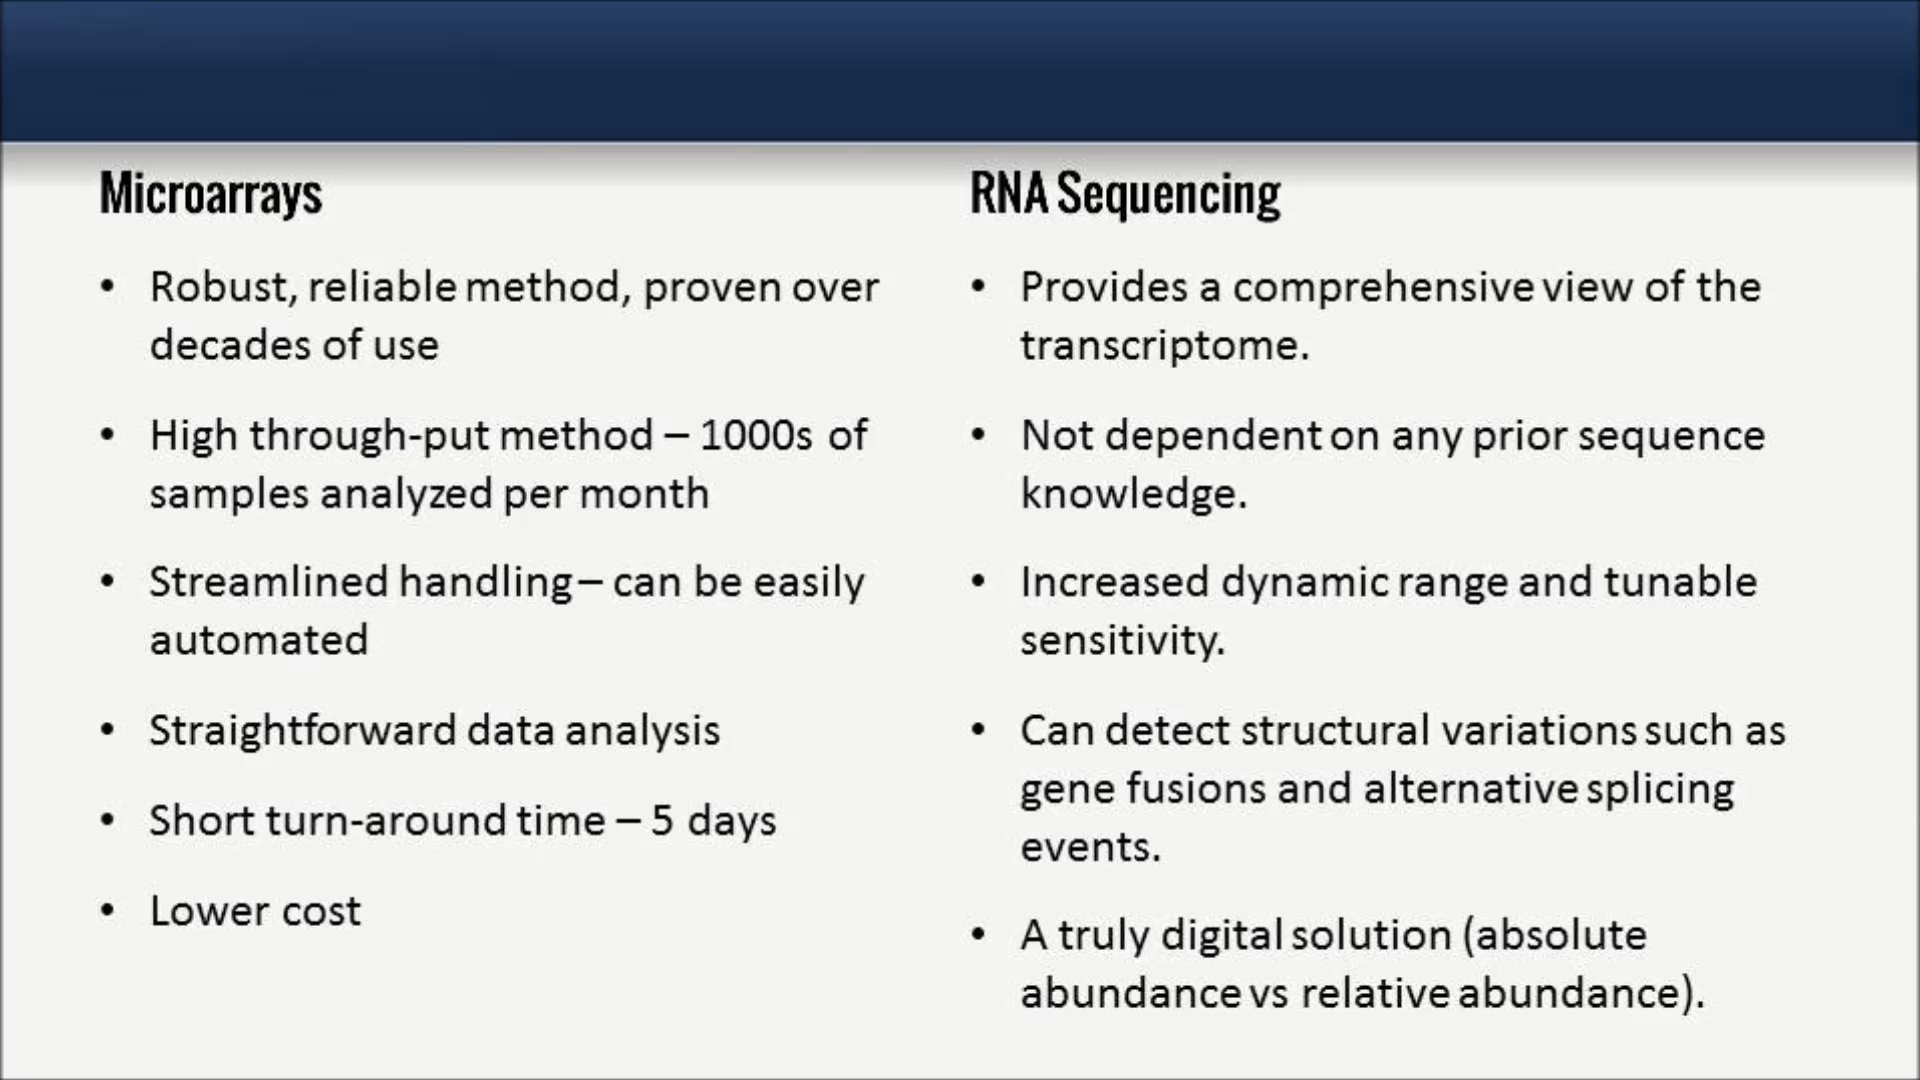 Microarrays
• Robust, reliable method, proven over
decades of use
• High through-put method – 1000s of
samples analyzed per month
• Streamlined handling – can be easily
automated
• Straightforward data analysis
• Short turn-around time – 5 days
• Lower cost
RNA Sequencing
• Provides a comprehensive view of the
transcriptome.
• Not dependent on any prior sequence
knowledge.
• Increased dynamic range and tunable
sensitivity.
• Can detect structural variations such as
gene fusions and alternative splicing
events.
• A truly digital solution (absolute
abundance vs relative abundance).